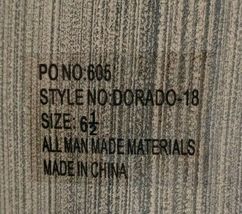 PO NO:605
STYLE NO:DORADO-18
SIZE: 6½
ALL MAN MADE MATERIALS
MADE IN CHINA